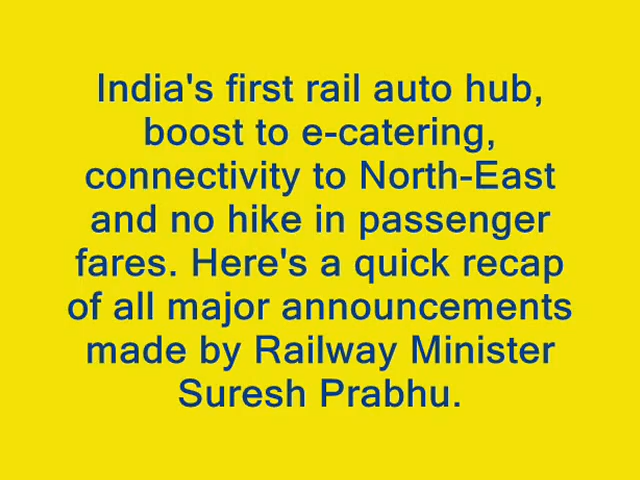 India's first rail auto hub,
boost to e-catering,
connectivity to North-East
and no hike in passenger
fares. Here's a quick recap
of all major announcements
made by Railway Minister
Suresh Prabhu.